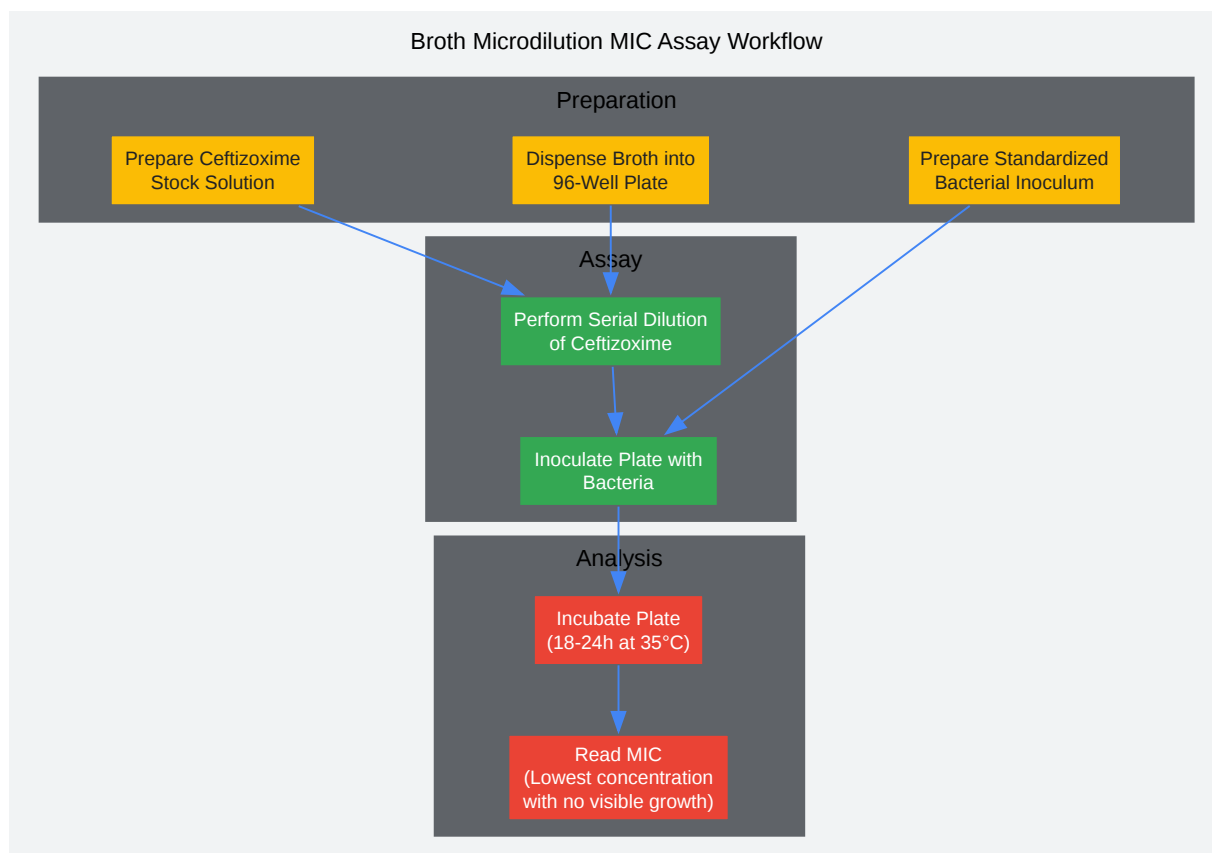 Broth Microdilution MIC Assay Workflow
Preparation
Prepare Ceftizoxime
Stock Solution
Dispense Broth into
96-Well Plate
Prepare Standardized
Bacterial Inoculum
Assay
Perform Serial Dilution
of Ceftizoxime
Inoculate Plate with
Bacteria
Analysis
Incubate Plate
(18-24h at 35°C)
Read MIC
(Lowest concentration
with no visible growth)